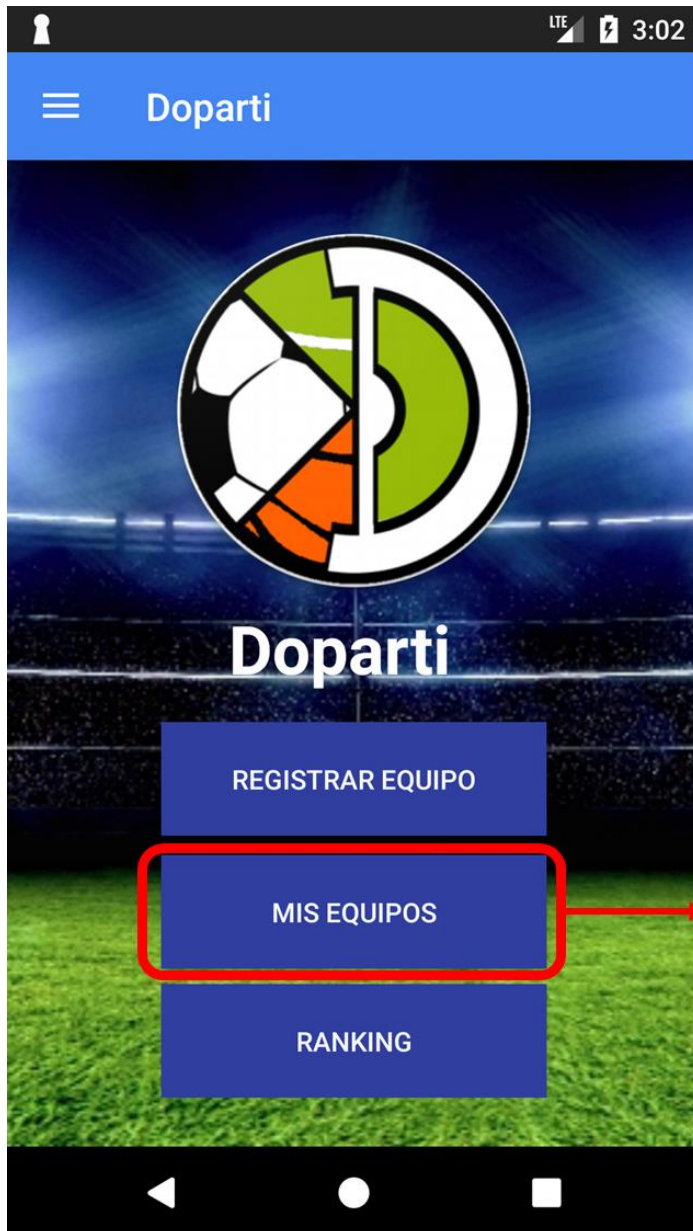 LTE 3:02
Doparti
Doparti
REGISTRAR EQUIPO
MIS EQUIPOS
RANKING